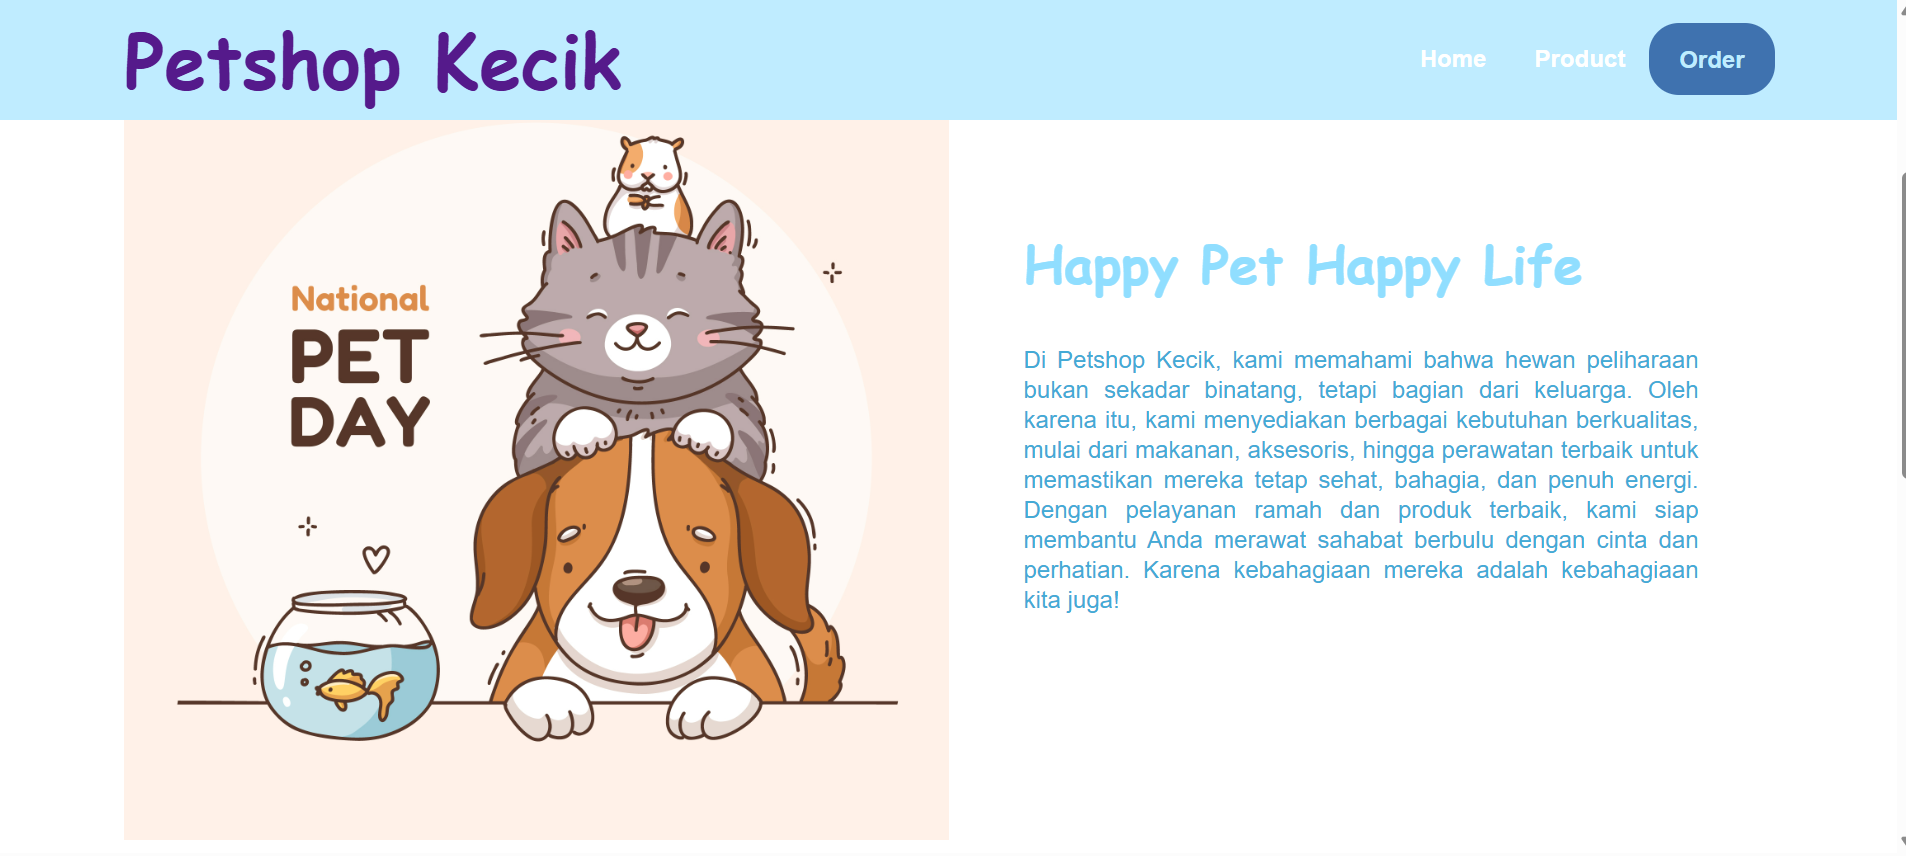 Petshop Kecik
Home
Product
Order
National
PET
DAY
Happy Pet Happy Life
Di Petshop Kecik, kami memahami bahwa hewan peliharaan
bukan sekadar binatang, tetapi bagian dari keluarga. Oleh
karena itu, kami menyediakan berbagai kebutuhan berkualitas,
mulai dari makanan, aksesoris, hingga perawatan terbaik untuk
memastikan mereka tetap sehat, bahagia, dan penuh energi.
Dengan pelayanan ramah dan produk terbaik, kami siap
membantu Anda merawat sahabat berbulu dengan cinta dan
perhatian. Karena kebahagiaan mereka adalah kebahagiaan
kita juga!